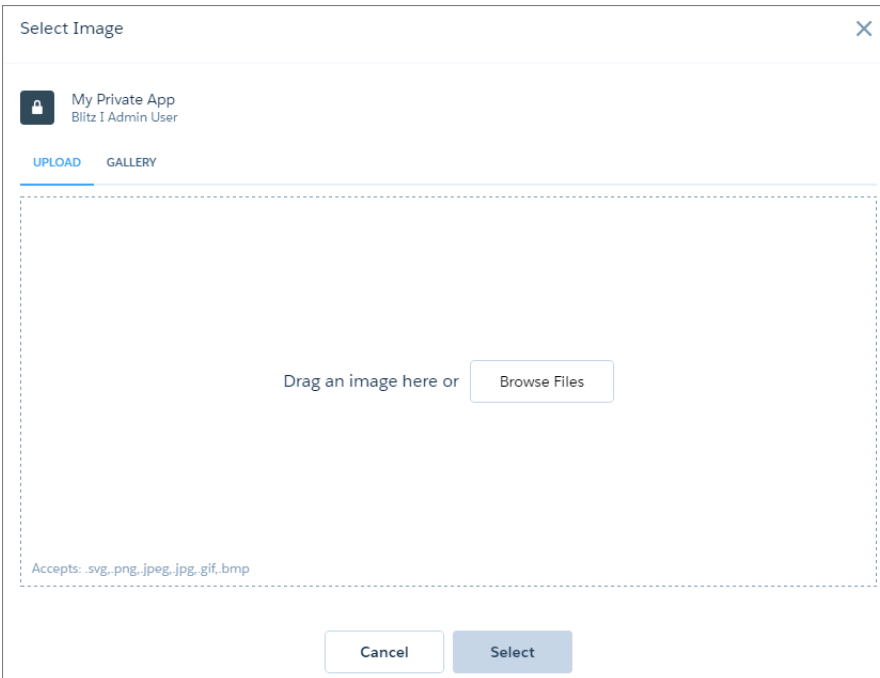 Select Image
My Private App
Blitz I Admin User
UPLOAD GALLERY
Drag an image here or Browse Files
Accepts: .svg,.png,.jpeg,.jpg,.gif,.bmp
Cancel Select